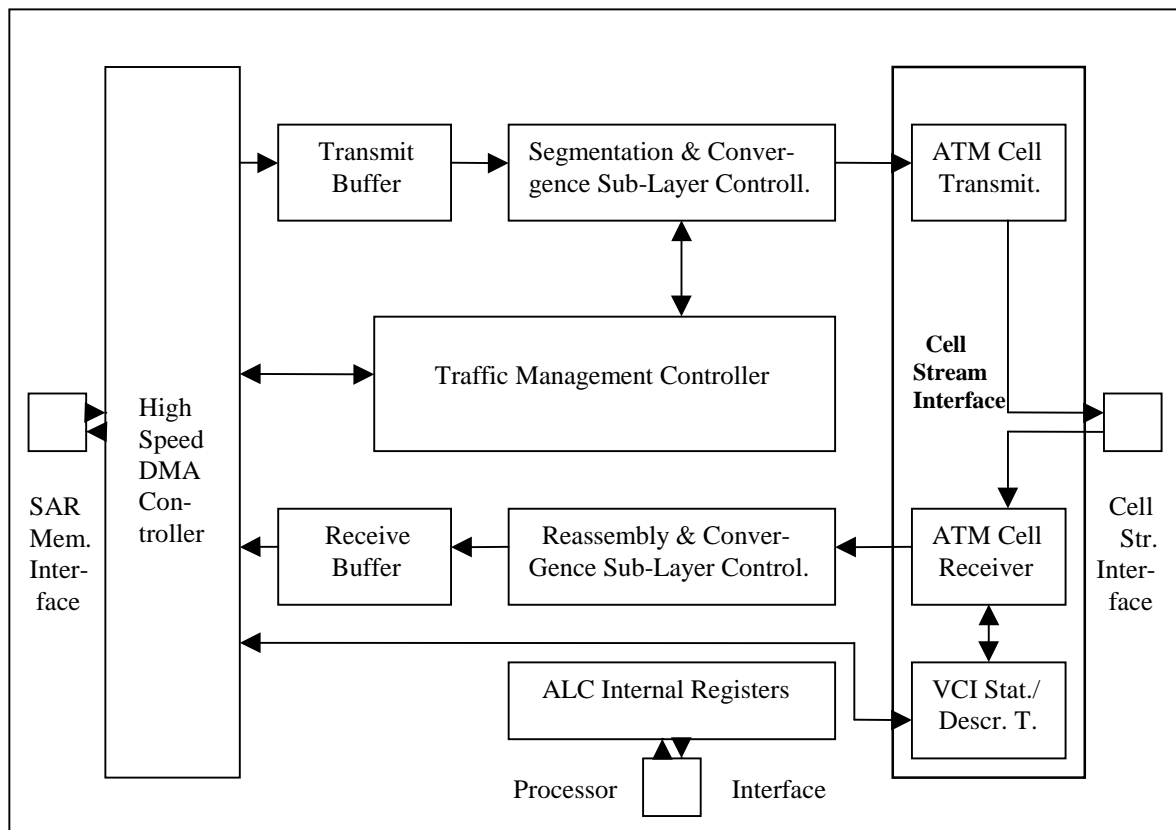 Transmit
Buffer
Segmentation & Conver-
gence Sub-Layer Controll.
ATM Cell
Transmit.
Traffic Management Controller
Cell
Stream
Interface
High
Speed
DMA
Con-
troller
SAR
Mem.
Inter-
face
Receive
Buffer
Reassembly & Conver-
Gence Sub-Layer Control.
ATM Cell
Receiver
Cell
Str.
Inter-
face
ALC Internal Registers
VCI Stat./
Descr. T.
Processor
Interface